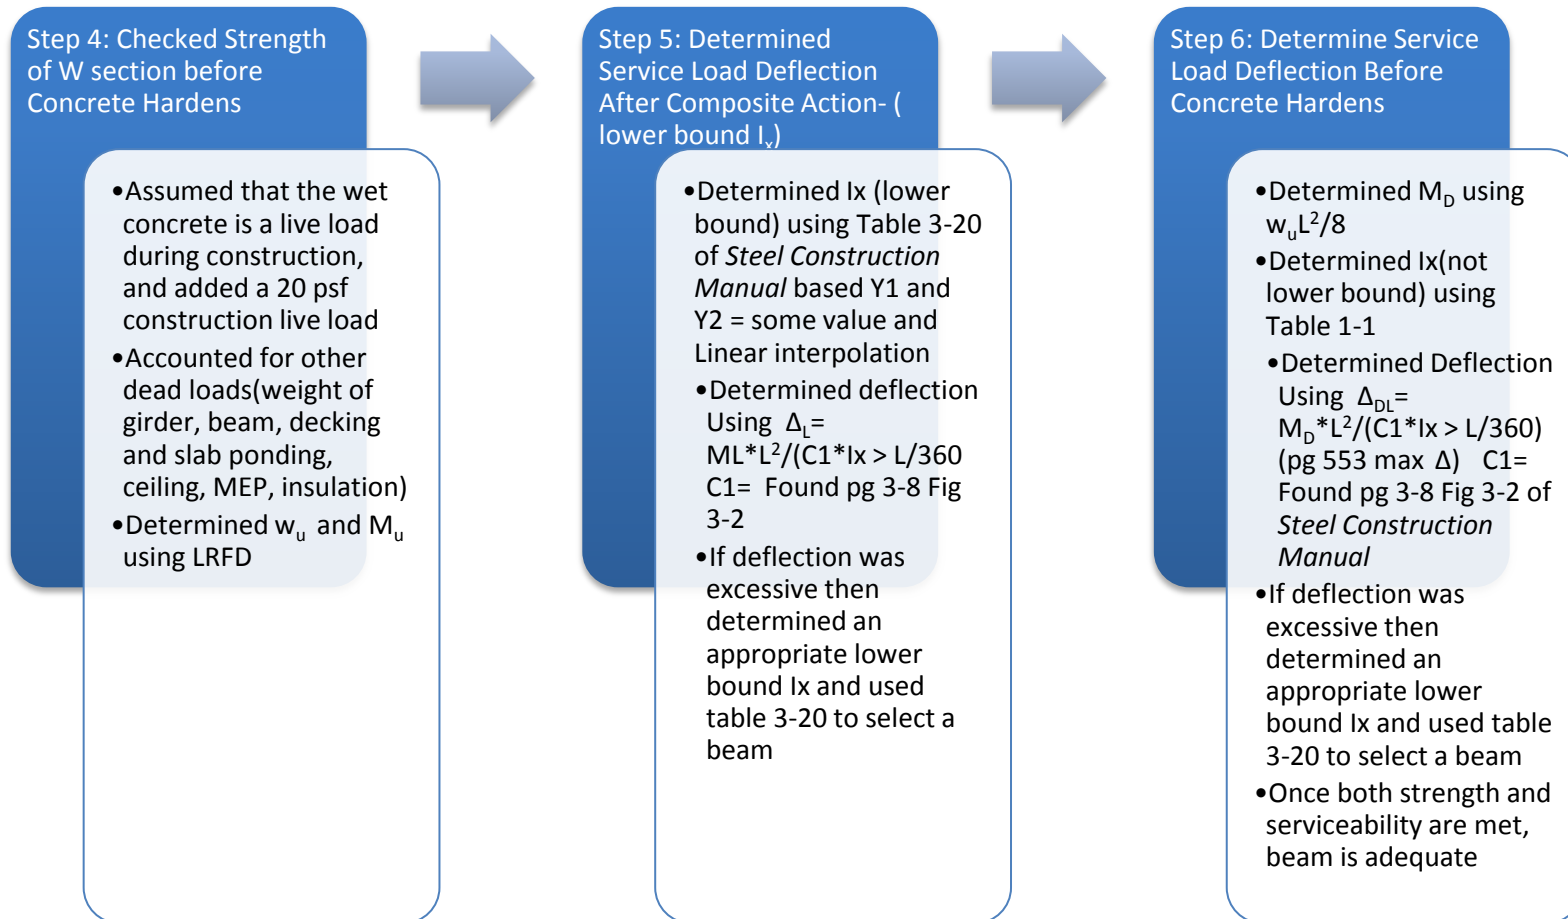 Step 4: Checked Strength
of W section before
Concrete Hardens
•Assumed that the wet
concrete is a live load
during construction,
and added a 20 psf
construction live load
•Accounted for other
dead loads(weight of
girder, beam, decking
and slab ponding,
ceiling, MEP, insulation)
•Determined wᵤ and Mᵤ
using LRFD
Step 5: Determined
Service Load Deflection
After Composite Action- (
lower bound Iₓ)
•Determined Ix (lower
bound) using Table 3-20
of Steel Construction
Manual based Y1 and
Y2 = some value and
Linear interpolation
•Determined deflection
Using Δ_L=
ML*L²/(C1*Ix > L/360
C1= Found pg 3-8 Fig
3-2
•If deflection was
excessive then
determined an
appropriate lower
bound Ix and used
table 3-20 to select a
beam
Step 6: Determine Service
Load Deflection Before
Concrete Hardens
•Determined M_D using
wᵤL²/8
•Determined Ix(not
lower bound) using
Table 1-1
•Determined Deflection
Using Δ_DL=
M_D*L²/(C1*Ix > L/360)
(pg 553 max Δ) C1=
Found pg 3-8 Fig 3-2 of
Steel Construction
Manual
•If deflection was
excessive then
determined an
appropriate lower
bound Ix and used table
3-20 to select a beam
•Once both strength and
serviceability are met,
beam is adequate